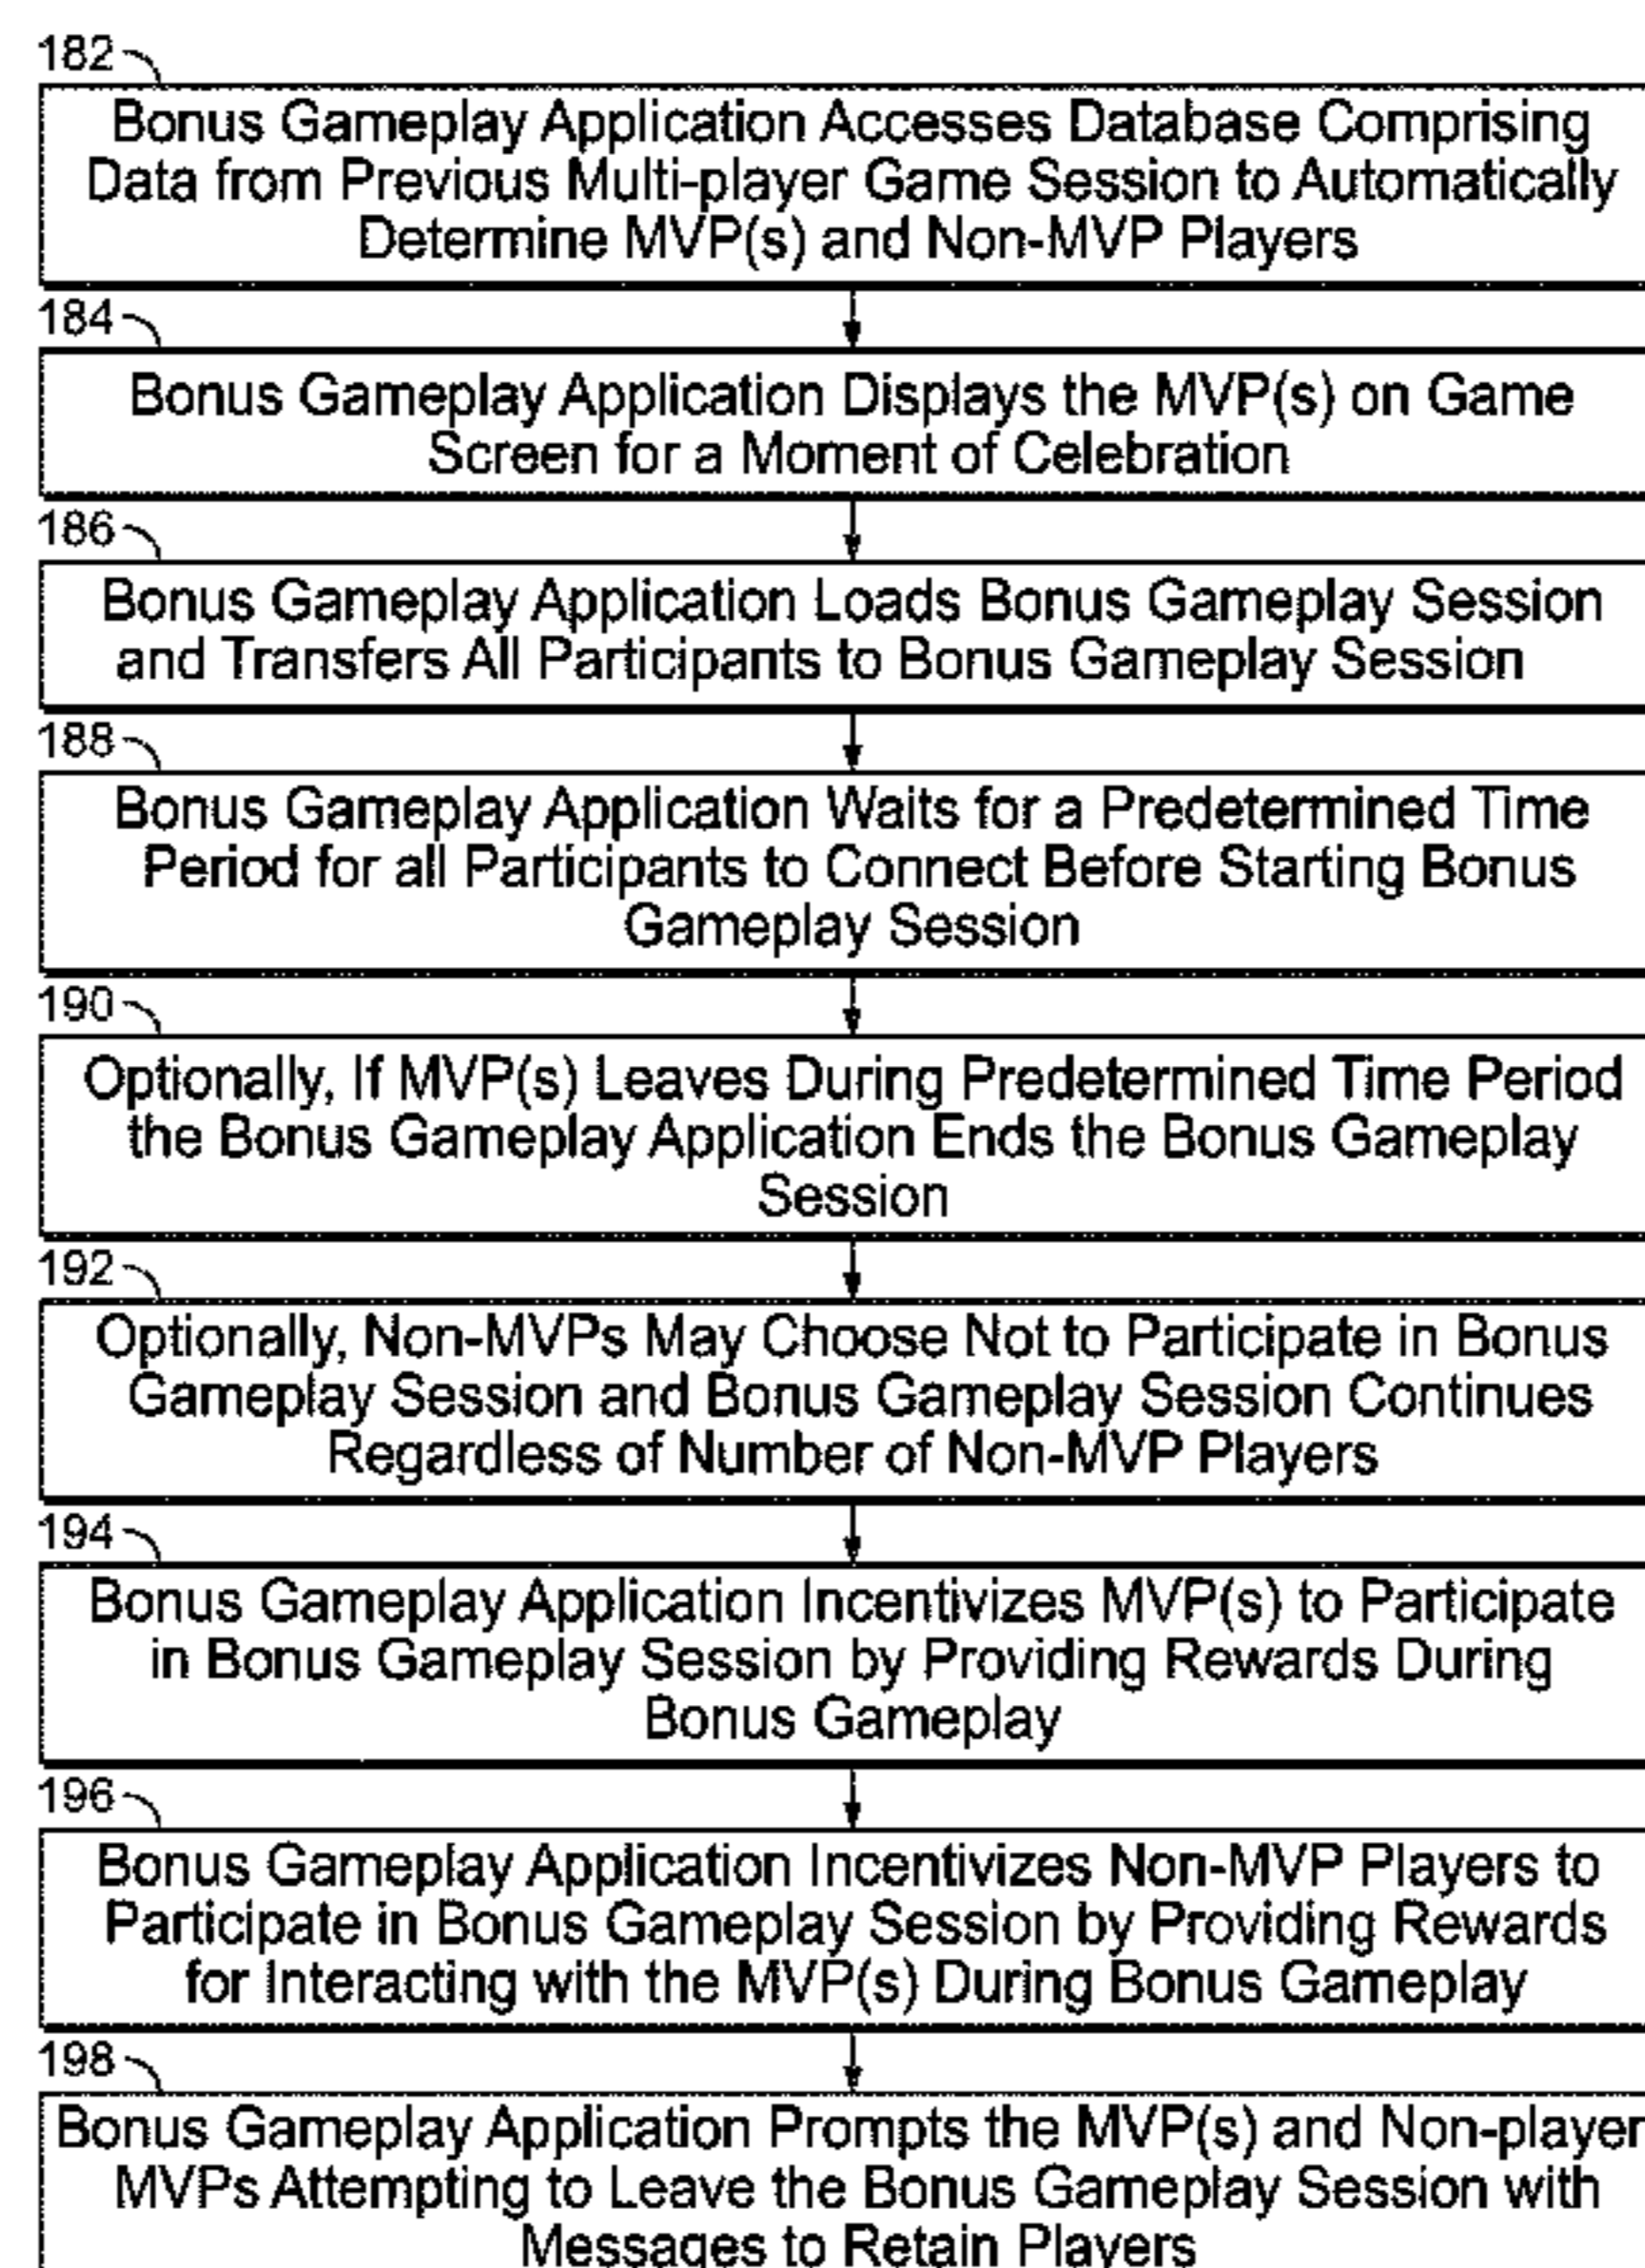 182
Bonus Gameplay Application Accesses Database Comprising
Data from Previous Multi-player Game Session to Automatically
Determine MVP(s) and Non-MVP Players
184
Bonus Gameplay Application Displays the MVP(s) on Game
Screen for a Moment of Celebration
186
Bonus Gameplay Application Loads Bonus Gameplay Session
and Transfers All Participants to Bonus Gameplay Session
188
Bonus Gameplay Application Waits for a Predetermined Time
Period for all Participants to Connect Before Starting Bonus
Gameplay Session
190
Optionally, If MVP(s) Leaves During Predetermined Time Period
the Bonus Gameplay Application Ends the Bonus Gameplay
Session
192
Optionally, Non-MVPs May Choose Not to Participate in Bonus
Gameplay Session and Bonus Gameplay Session Continues
Regardless of Number of Non-MVP Players
194
Bonus Gameplay Application Incentivizes MVP(s) to Participate
in Bonus Gameplay Session by Providing Rewards During
Bonus Gameplay
196
Bonus Gameplay Application Incentivizes Non-MVP Players to
Participate in Bonus Gameplay Session by Providing Rewards
for Interacting with the MVP(s) During Bonus Gameplay
198
Bonus Gameplay Application Prompts the MVP(s) and Non-player
MVPs Attempting to Leave the Bonus Gameplay Session with
Messages to Retain Players